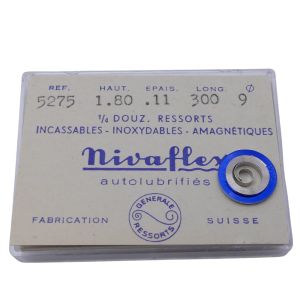 REF. HAUT. EPAIS. LONG. Ø
5275 1.80 .11 300 9
¼ DOUZ. RESSORTS
INCASSABLES - INOXYDABLES - AMAGNÉTIQUES
nivaflex
autolubrifiés
FABRICATION GENERALE RESSORTS SUISSE